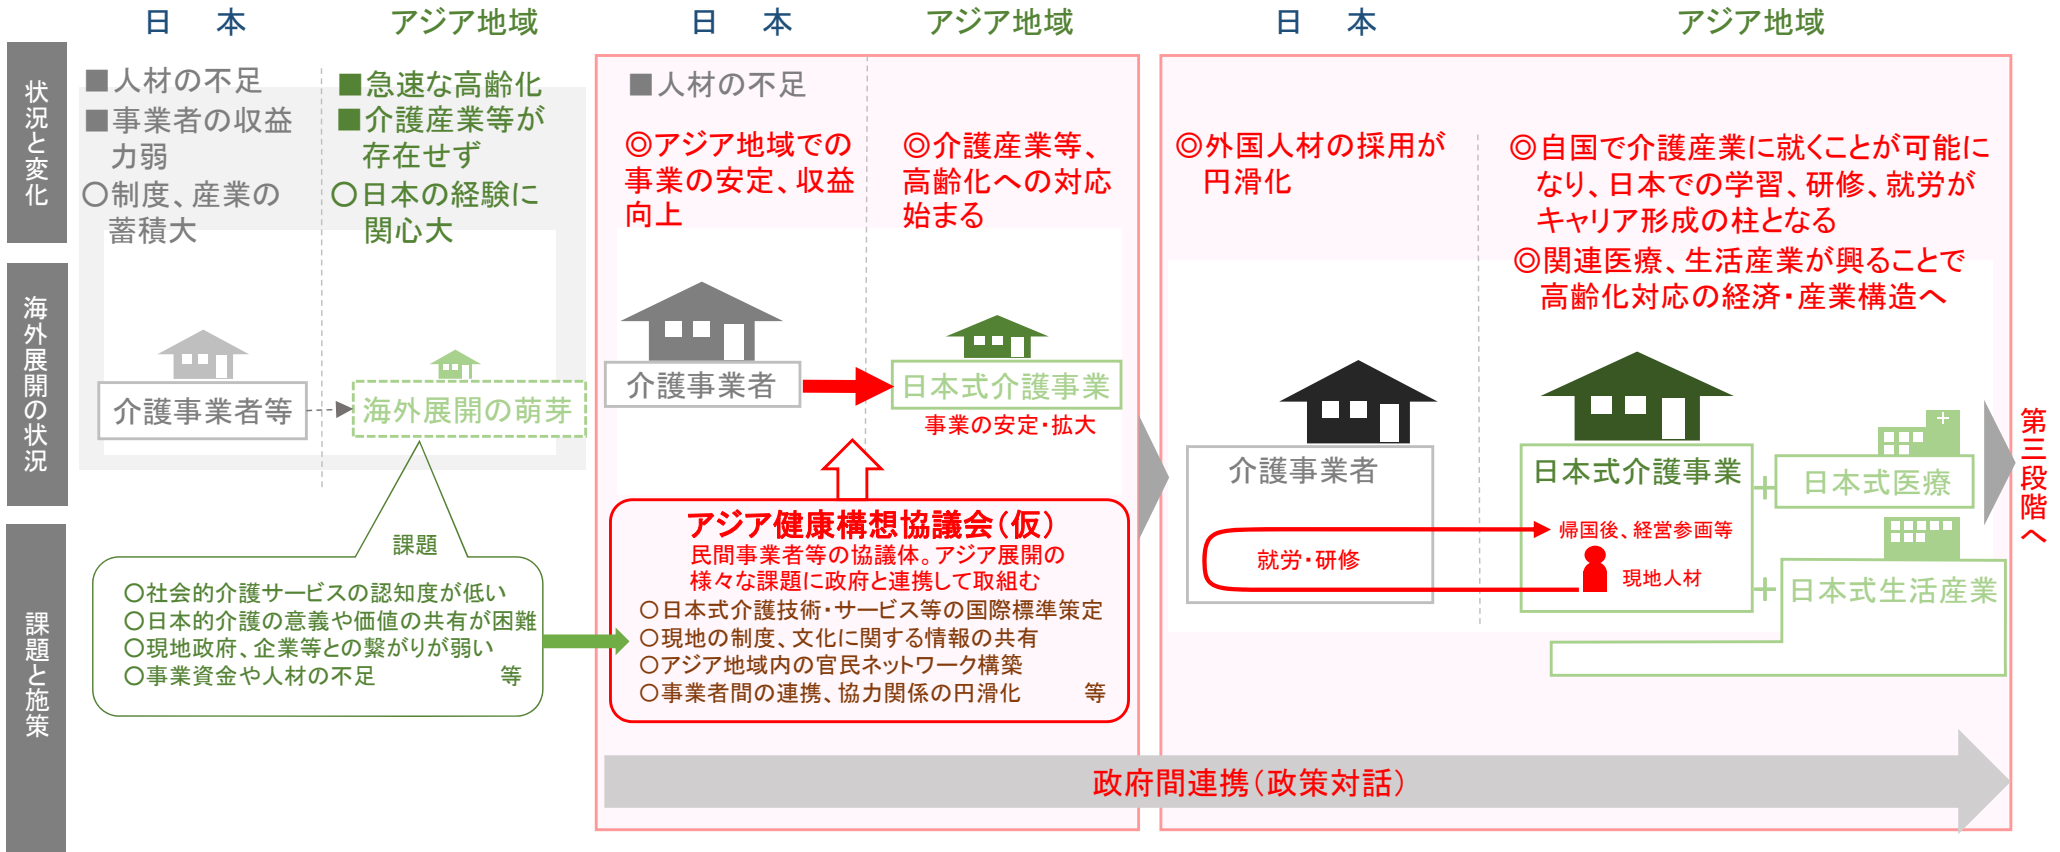 日　本
アジア地域
日　本
アジア地域
日　本
アジア地域
状況と変化
■人材の不足
■事業者の収益
力弱
○制度、産業の
蓄積大
■急速な高齢化
■介護産業等が
存在せず
○日本の経験に
関心大
■人材の不足
◎アジア地域での
事業の安定、収益
向上
◎介護産業等、
高齢化への対応
始まる
◎外国人材の採用が
円滑化
◎自国で介護産業に就くことが可能に
なり、日本での学習、研修、就労が
キャリア形成の柱となる
◎関連医療、生活産業が興ることで
高齢化対応の経済・産業構造へ
海外展開の状況
介護事業者等
海外展開の萌芽
介護事業者
日本式介護事業
事業の安定・拡大
介護事業者
就労・研修
日本式介護事業
帰国後、経営参画等
現地人材
+
日本式医療
+
日本式生活産業
第三段階へ
課題と施策
課題
○社会的介護サービスの認知度が低い
○日本的介護の意義や価値の共有が困難
○現地政府、企業等との繋がりが弱い
○事業資金や人材の不足　等
アジア健康構想協議会（仮）
民間事業者等の協議体。アジア展開の
様々な課題に政府と連携して取組む
○日本式介護技術・サービス等の国際標準策定
○現地の制度、文化に関する情報の共有
○アジア地域内の官民ネットワーク構築
○事業者間の連携、協力関係の円滑化　等
政府間連携（政策対話）